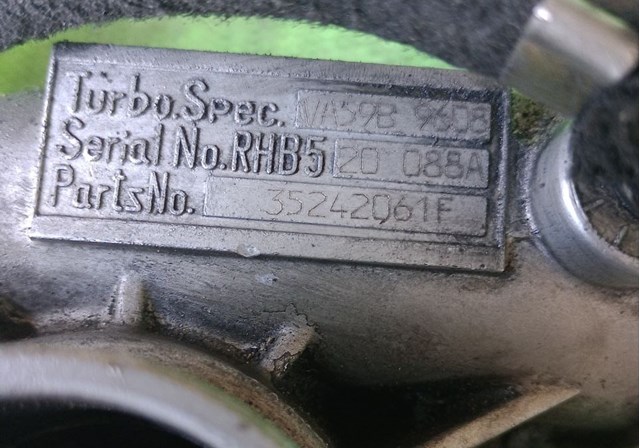 Turbo.Spec. VA59B 9608
Serial No.RHB5 20 088A
Parts No. 35242061F